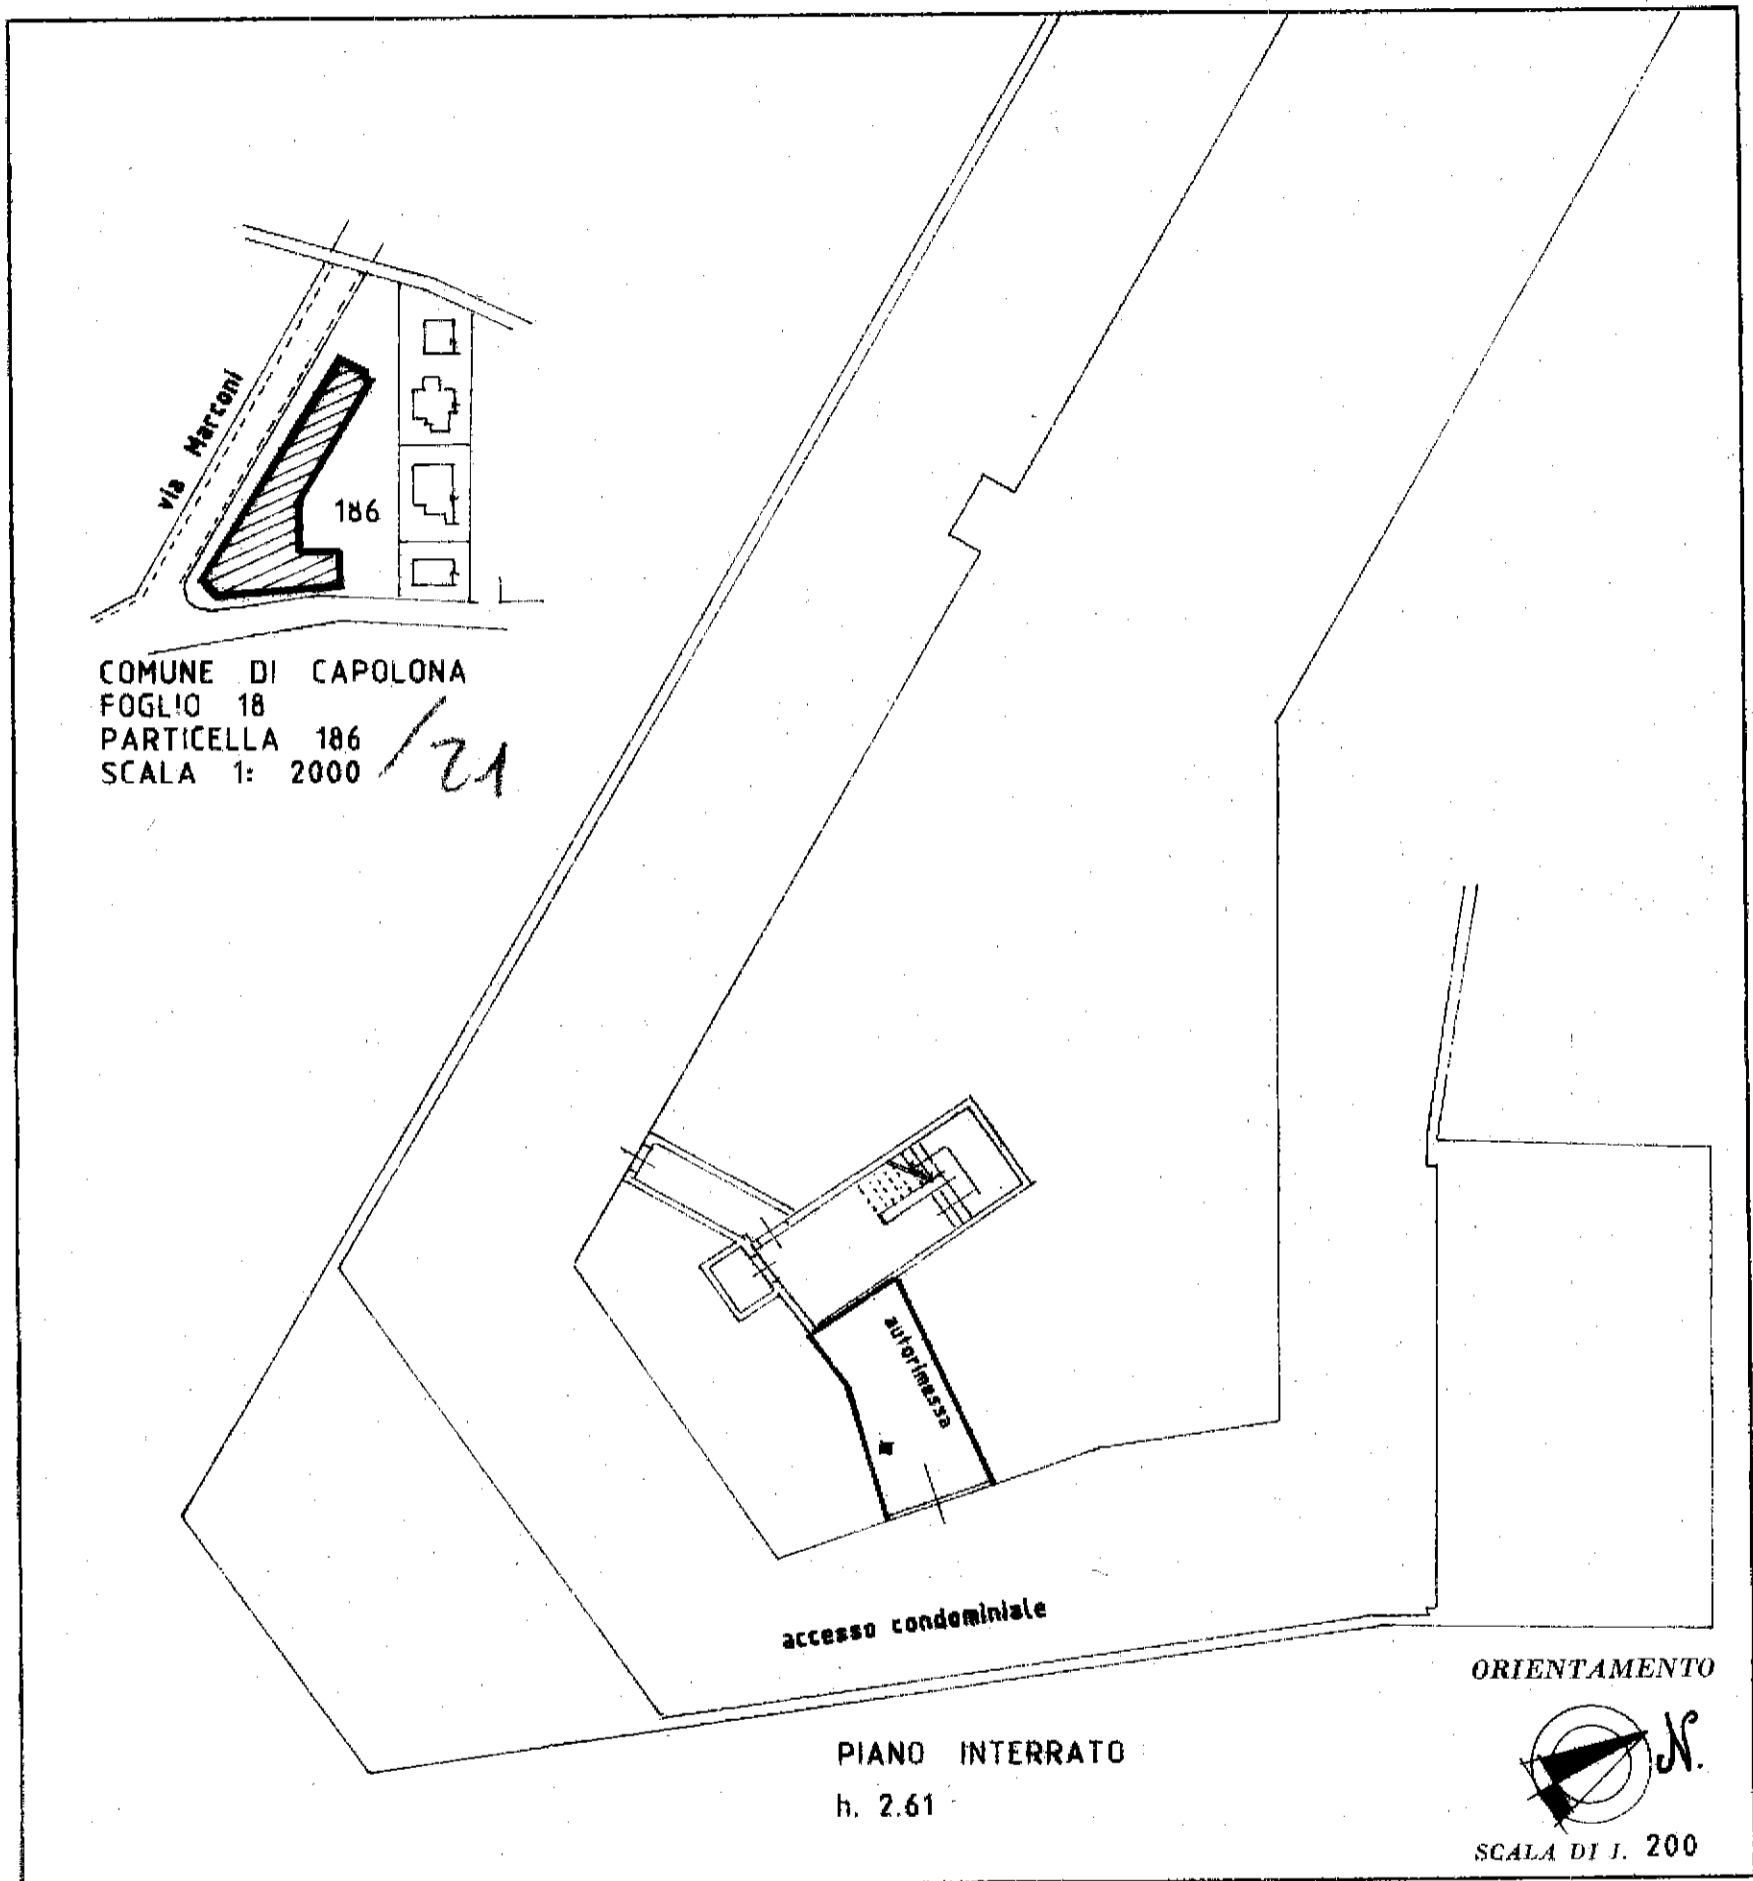 via Marconi
186
COMUNE DI CAPOLONA
FOGLIO 18
PARTICELLA 186 /21
SCALA 1: 2000
autorimessa
accesso condominiale
PIANO INTERRATO
h. 2.61
ORIENTAMENTO
N.
SCALA DI 1. 200